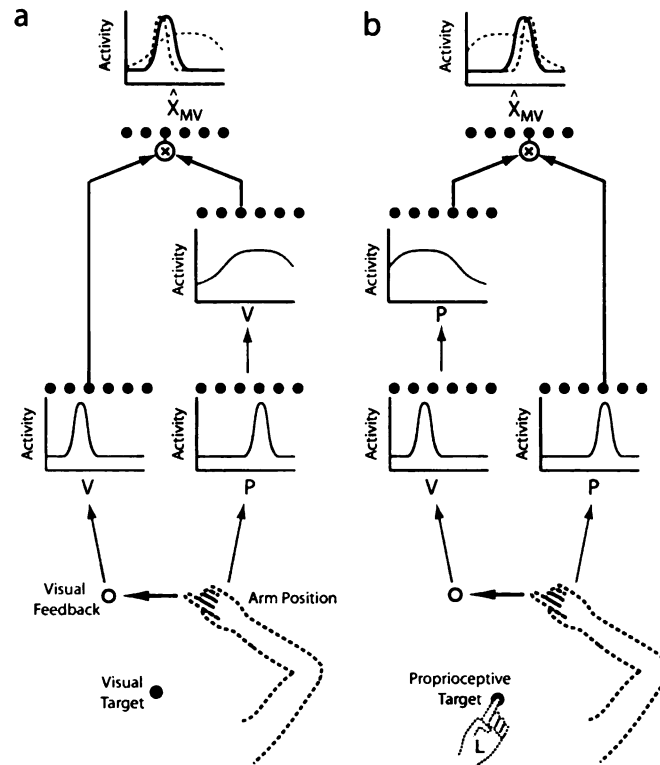 a
b
Activity
Activity
X̂MV
X̂MV
Activity
V
Activity
P
Activity
V
Activity
P
Activity
V
Activity
P
Visual
Feedback
Arm Position
Visual
Target
Proprioceptive
Target
L